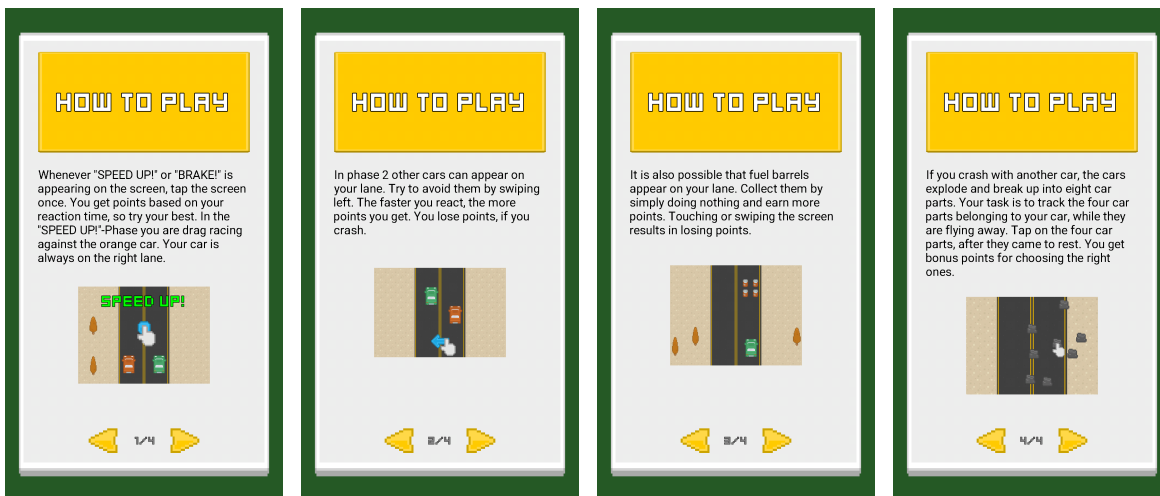 HOW TO PLAY
Whenever "SPEED UP!" or "BRAKE!" is
appearing on the screen, tap the screen
once. You get points based on your
reaction time, so try your best. In the
"SPEED UP!"-Phase you are drag racing
against the orange car. Your car is
always on the right lane.
SPEED UP!
1/4
HOW TO PLAY
In phase 2 other cars can appear on
your lane. Try to avoid them by swiping
left. The faster you react, the more
points you get. You lose points, if you
crash.
2/4
HOW TO PLAY
It is also possible that fuel barrels
appear on your lane. Collect them by
simply doing nothing and earn more
points. Touching or swiping the screen
results in losing points.
3/4
HOW TO PLAY
If you crash with another car, the cars
explode and break up into eight car
parts. Your task is to track the four car
parts belonging to your car, while they
are flying away. Tap on the four car
parts, after they came to rest. You get
bonus points for choosing the right
ones.
4/4